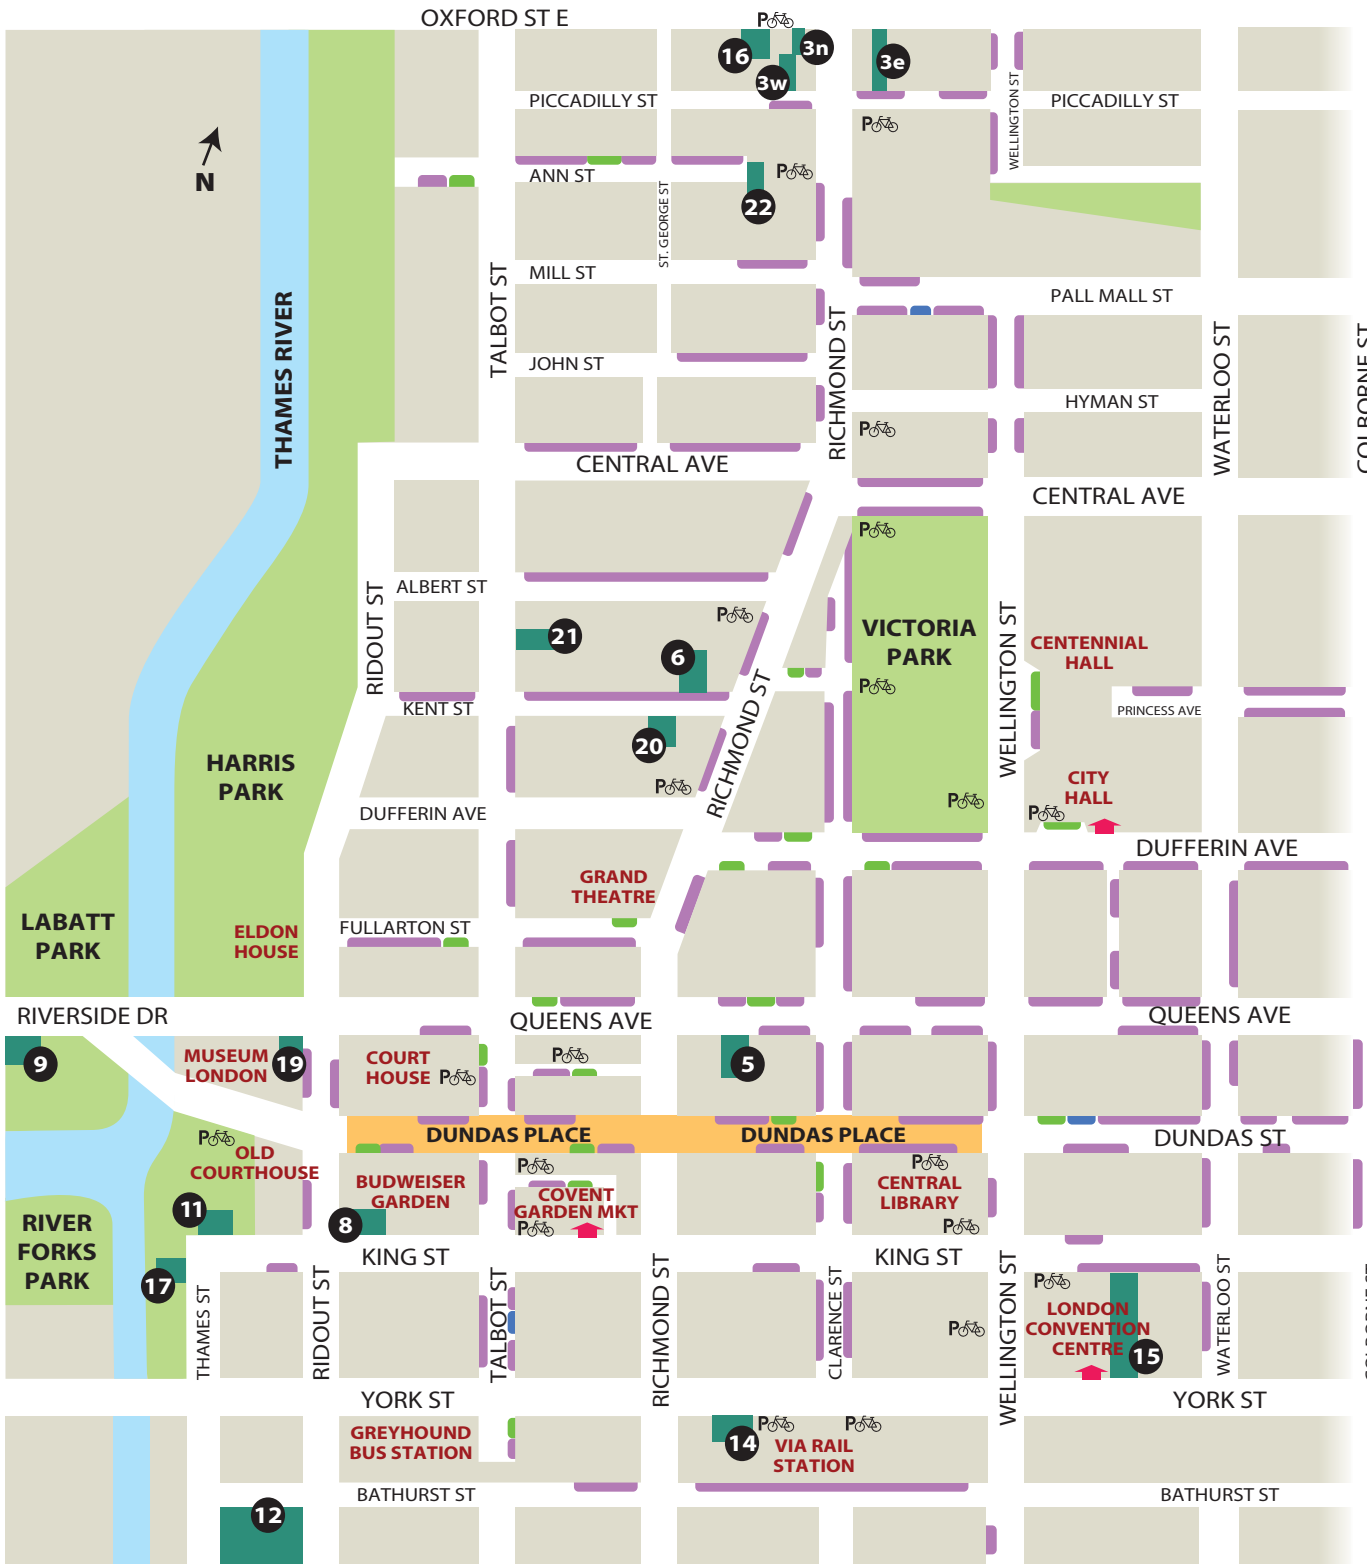 OXFORD ST E
P
16
3n
3w
3e
PICCADILLY ST
PICCADILLY ST
WELLINGTON ST
P
N
ANN ST
P
22
ST. GEORGE ST
MILL ST
TALBOT ST
PALL MALL ST
THAMES RIVER
RICHMOND ST
WATERLOO ST
COLBORNE ST
JOHN ST
HYMAN ST
P
CENTRAL AVE
CENTRAL AVE
P
ALBERT ST
RIDOUT ST
P
21
6
VICTORIA
PARK
WELLINGTON ST
CENTENNIAL
HALL
P
KENT ST
PRINCESS AVE
20
RICHMOND ST
HARRIS
PARK
P
P
CITY
HALL
P
DUFFERIN AVE
DUFFERIN AVE
GRAND
THEATRE
LABATT
PARK
ELDON
HOUSE
FULLARTON ST
RIVERSIDE DR
QUEENS AVE
QUEENS AVE
9
MUSEUM
LONDON
19
COURT
HOUSE
P
P
5
DUNDAS PLACE
DUNDAS PLACE
DUNDAS ST
P
OLD
COURTHOUSE
P
P
BUDWEISER
GARDEN
COVENT
GARDEN MKT
P
CENTRAL
LIBRARY
P
11
8
RIVER
FORKS
PARK
KING ST
KING ST
17
THAMES ST
RIDOUT ST
TALBOT ST
RICHMOND ST
CLARENCE ST
P
WELLINGTON ST
P
LONDON
CONVENTION
CENTRE
15
WATERLOO ST
YORK ST
YORK ST
GREYHOUND
BUS STATION
14
P
P
VIA RAIL
STATION
BATHURST ST
BATHURST ST
12